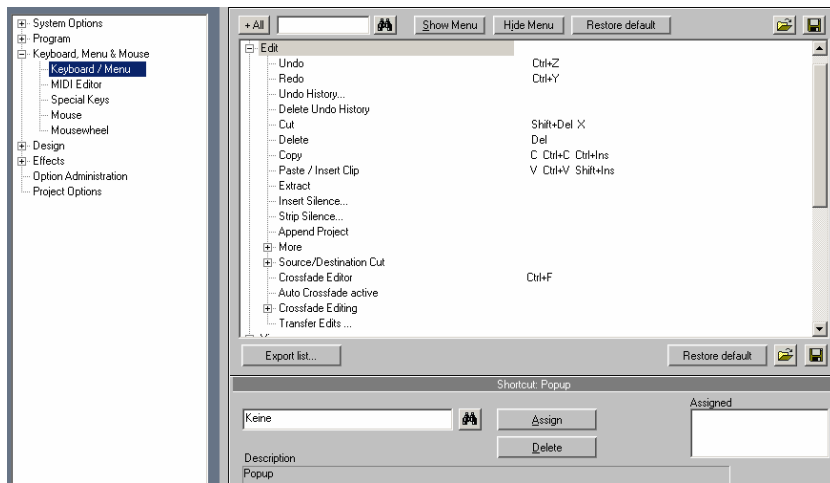 System Options
Program
Keyboard, Menu & Mouse
Keyboard / Menu
MIDI Editor
Special Keys
Mouse
Mousewheel
Design
Effects
Option Administration
Project Options
+ All
Show Menu
Hide Menu
Restore default
Edit
Undo Ctrl+Z
Redo Ctrl+Y
Undo History...
Delete Undo History
Cut Shift+Del X
Delete Del
Copy C Ctrl+C Ctrl+Ins
Paste / Insert Clip V Ctrl+V Shift+Ins
Extract
Insert Silence...
Strip Silence...
Append Project
More
Source/Destination Cut
Crossfade Editor Ctrl+F
Auto Crossfade active
Crossfade Editing
Transfer Edits ...
Export list...
Restore default
Shortcut: Popup
Keine
Assign
Assigned
Delete
Description
Popup